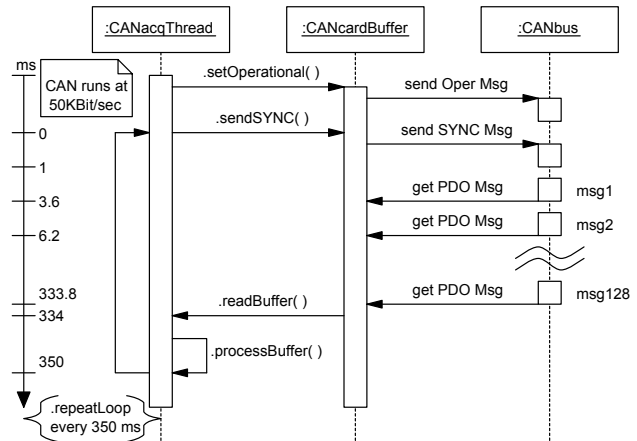 :CANacqThread
:CANcardBuffer
:CANbus
ms
CAN runs at
50KBit/sec
.setOperational( )
send Oper Msg
0
.sendSYNC( )
send SYNC Msg
1
3.6
get PDO Msg
msg1
6.2
get PDO Msg
msg2
333.8
334
.readBuffer( )
get PDO Msg
msg128
.processBuffer( )
350
.repeatLoop
every 350 ms